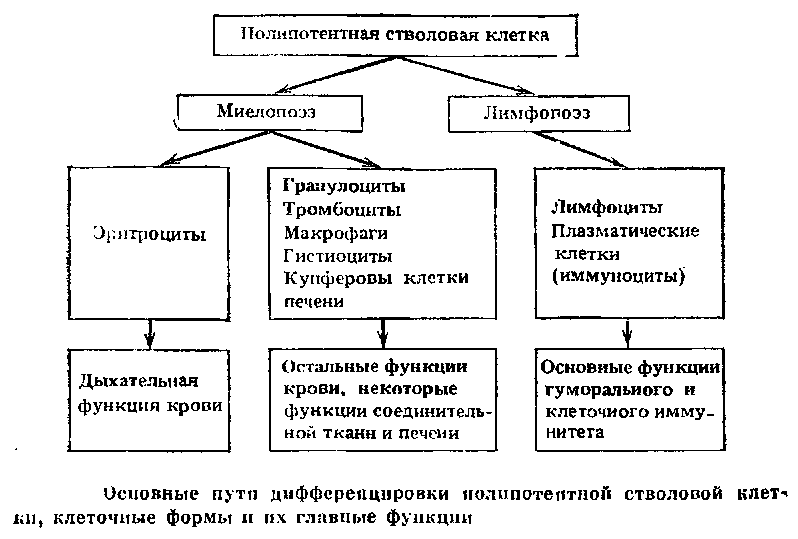 Полипотентная стволовая клетка
Миелопоэз
Лимфопоэз
Эритроциты
Гранулоциты
Тромбоциты
Макрофаги
Гистиоциты
Купферовы клетки
печени
Лимфоциты
Плазматические
клетки
(иммуноциты)
Дыхательная
функция крови
Остальные функции
крови, некоторые
функции соединитель-
ной ткани и печени
Основные функции
гуморального и
клеточного имму-
нитета
Основные пути дифференцировки полипотентной стволовой клет-
ки, клеточные формы и их главные функции